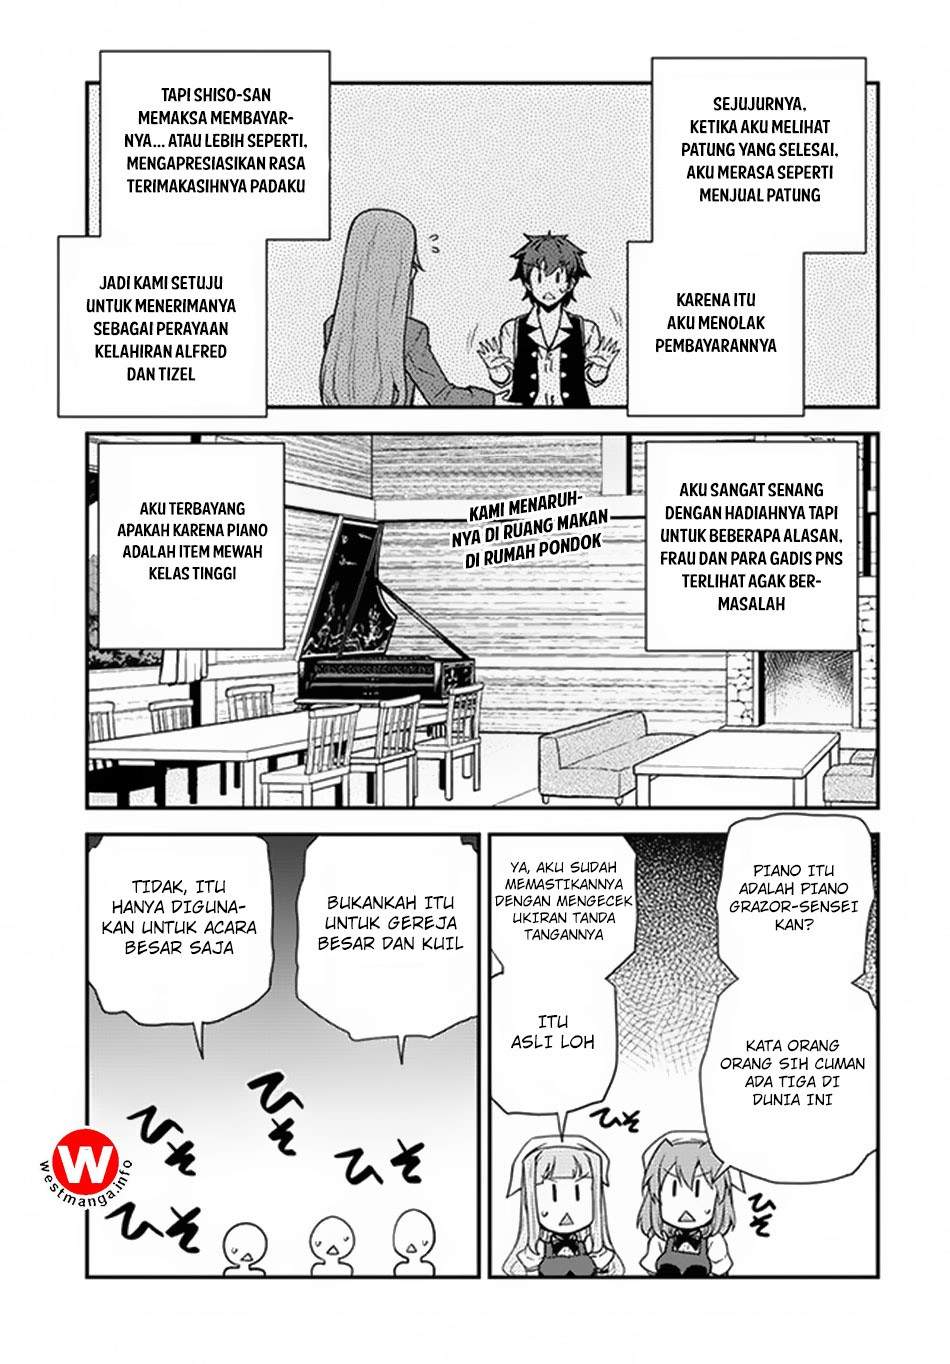 SEJUJURNYA,
KETIKA AKU MELIHAT
PATUNG YANG SELESAI,
AKU MERASA SEPERTI
MENJUAL PATUNG
KARENA ITU
AKU MENOLAK
PEMBAYARANNYA
TAPI SHISO-SAN
MEMAKSA MEMBAYAR-
NYA... ATAU LEBIH SEPERTI,
MENGAPRESIASIKAN RASA
TERIMAKASIHNYA PADAKU
JADI KAMI SETUJU
UNTUK MENERIMANYA
SEBAGAI PERAYAAN
KELAHIRAN ALFRED
DAN TIZEL
AKU SANGAT SENANG
DENGAN HADIAHNYA TAPI
UNTUK BEBERAPA ALASAN,
FRAU DAN PARA GADIS PNS
TERLIHAT AGAK BER-
MASALAH
KAMI MENARUH-
NYA DI RUANG MAKAN
DI RUMAH PONDOK
AKU TERBAYANG
APAKAH KARENA PIANO
ADALAH ITEM MEWAH
KELAS TINGGI
PIANO ITU
ADALAH PIANO
GRAZOR-SENSEI
KAN?
KATA ORANG
ORANG SIH CUMAN
ADA TIGA DI
DUNIA INI
YA, AKU SUDAH
MEMASTIKANNYA
DENGAN MENGECEK
UKIRAN TANDA
TANGANNYA
ITU
ASLI LOH
ひそ
ひそ
BUKANKAH ITU
UNTUK GEREJA
BESAR DAN KUIL
TIDAK, ITU
HANYA DIGUNA-
KAN UNTUK ACARA
BESAR SAJA
ひそ
ひそ
ひそ
ひそ
W
westmanga.info